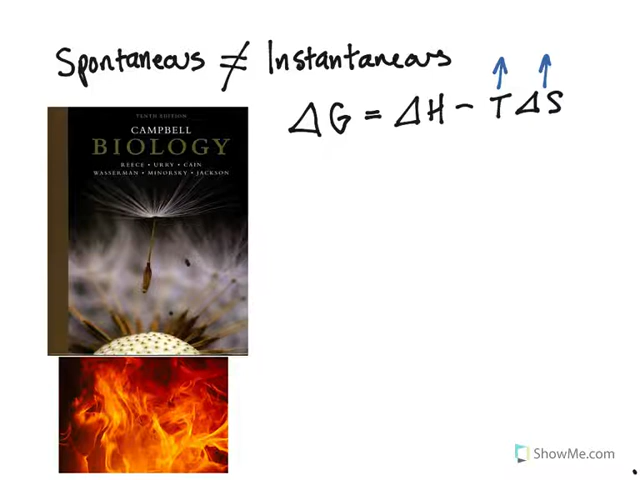 Spontaneous ≠ Instantaneous
ΔG = ΔH - TΔS
TENTH EDITION
CAMPBELL
BIOLOGY
REECE • URRY • CAIN
WASSERMAN • MINORSKY • JACKSON
ShowMe.com